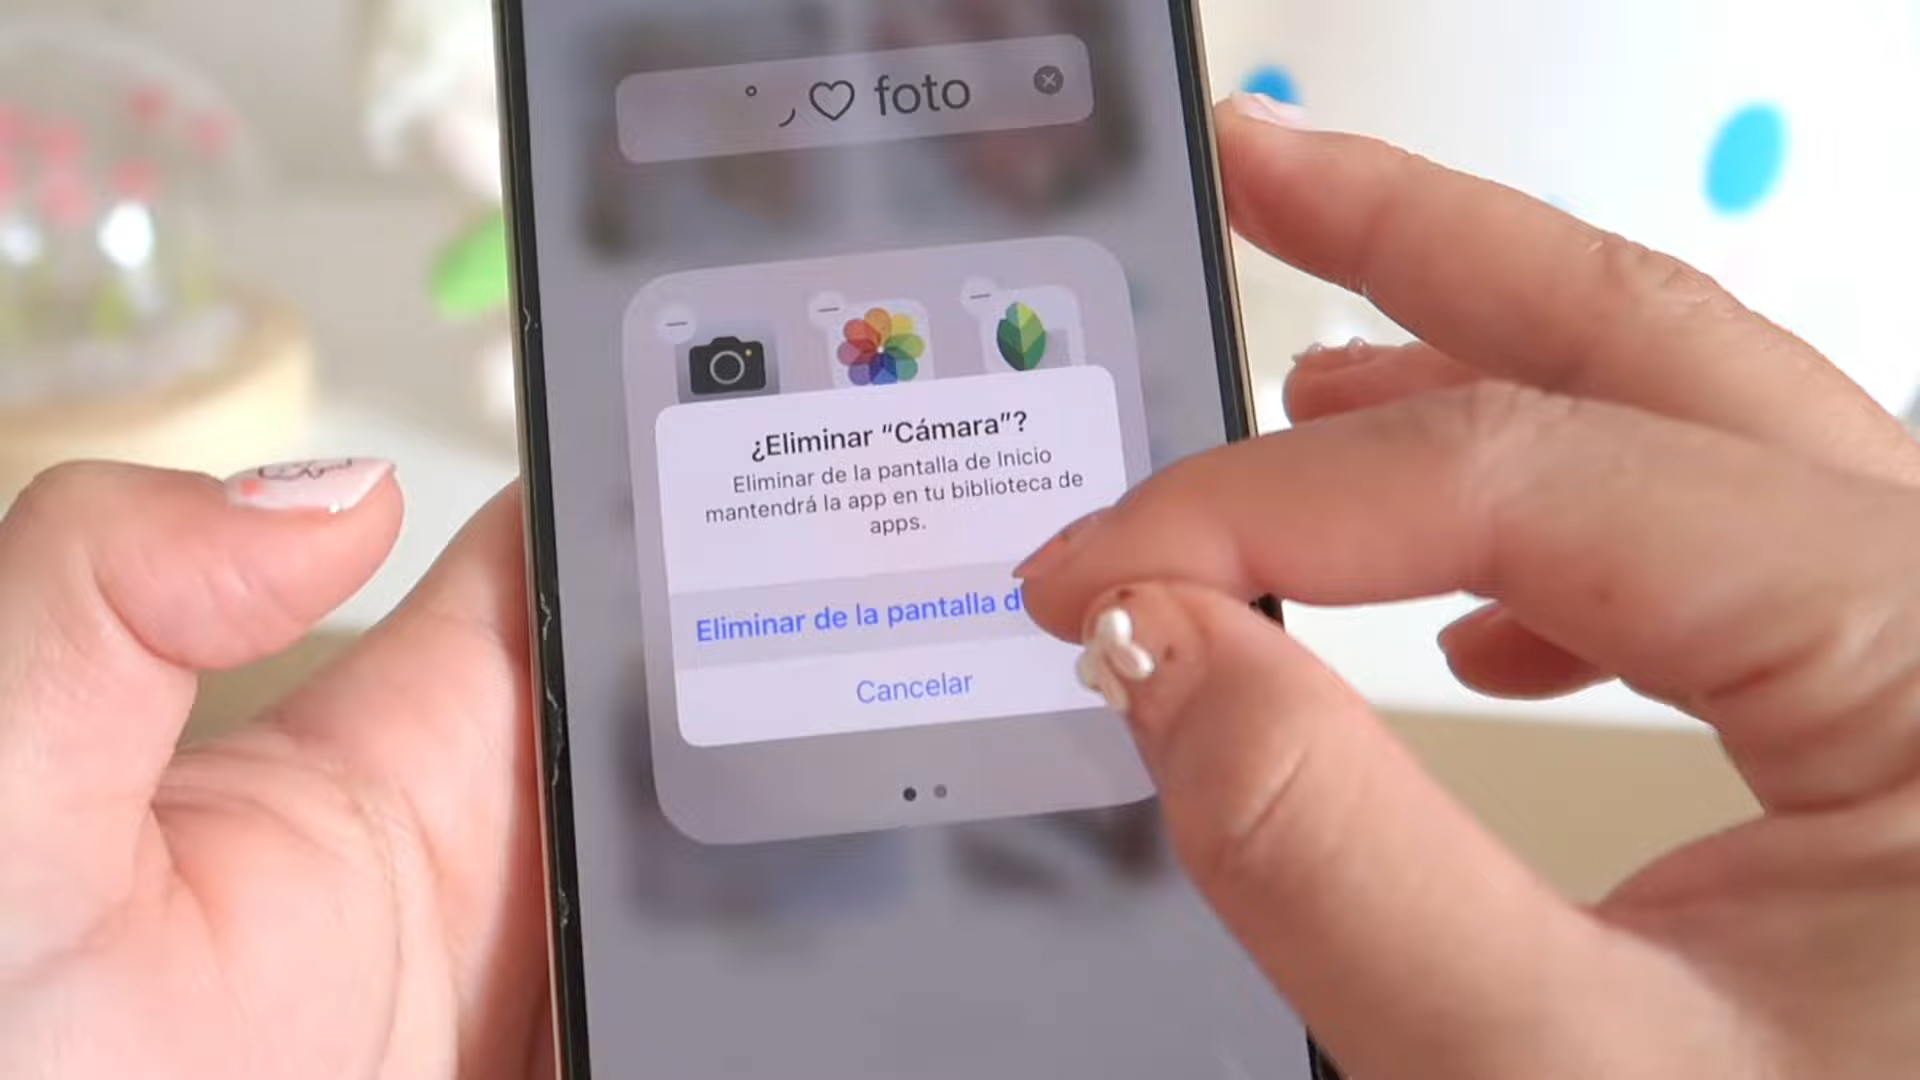 ° ◞♡ foto
¿Eliminar “Cámara”?
Eliminar de la pantalla de Inicio
mantendrá la app en tu biblioteca de
apps.
Eliminar de la pantalla d
Cancelar